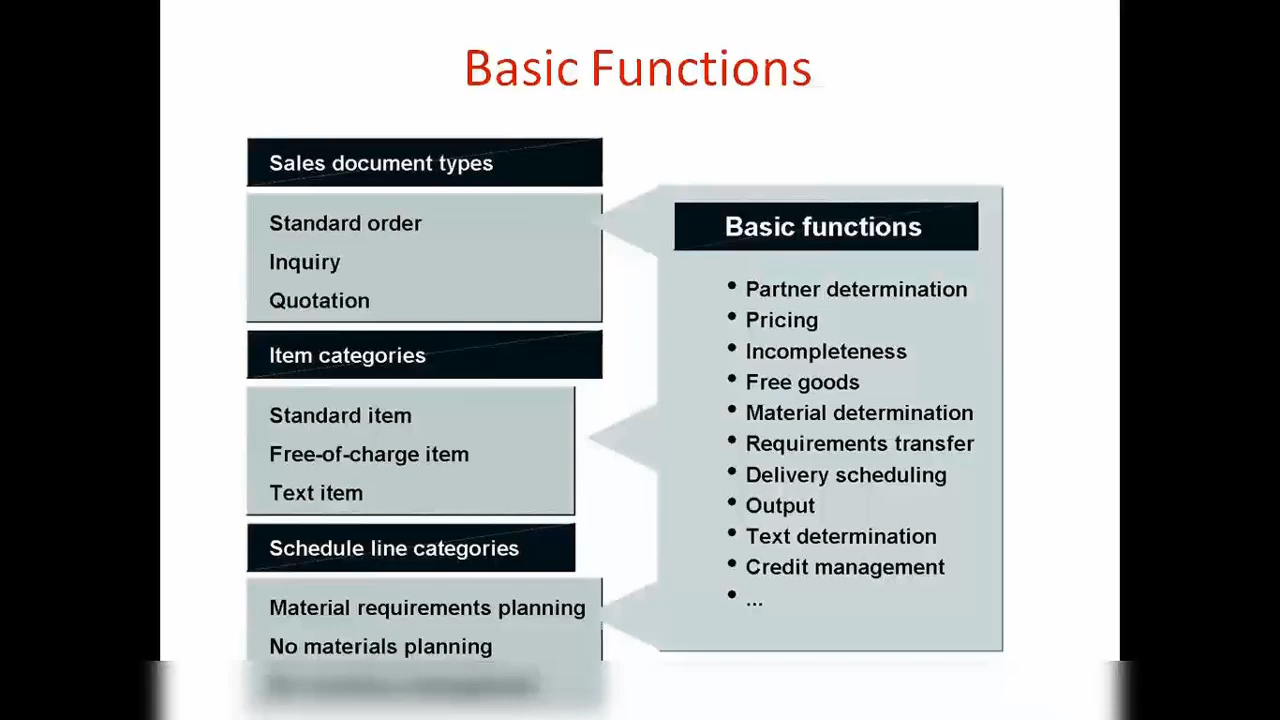 Basic Functions
Sales document types
Standard order
Inquiry
Quotation
Item categories
Standard item
Free-of-charge item
Text item
Schedule line categories
Material requirements planning
No materials planning
Basic functions
• Partner determination
• Pricing
• Incompleteness
• Free goods
• Material determination
• Requirements transfer
• Delivery scheduling
• Output
• Text determination
• Credit management
• ...